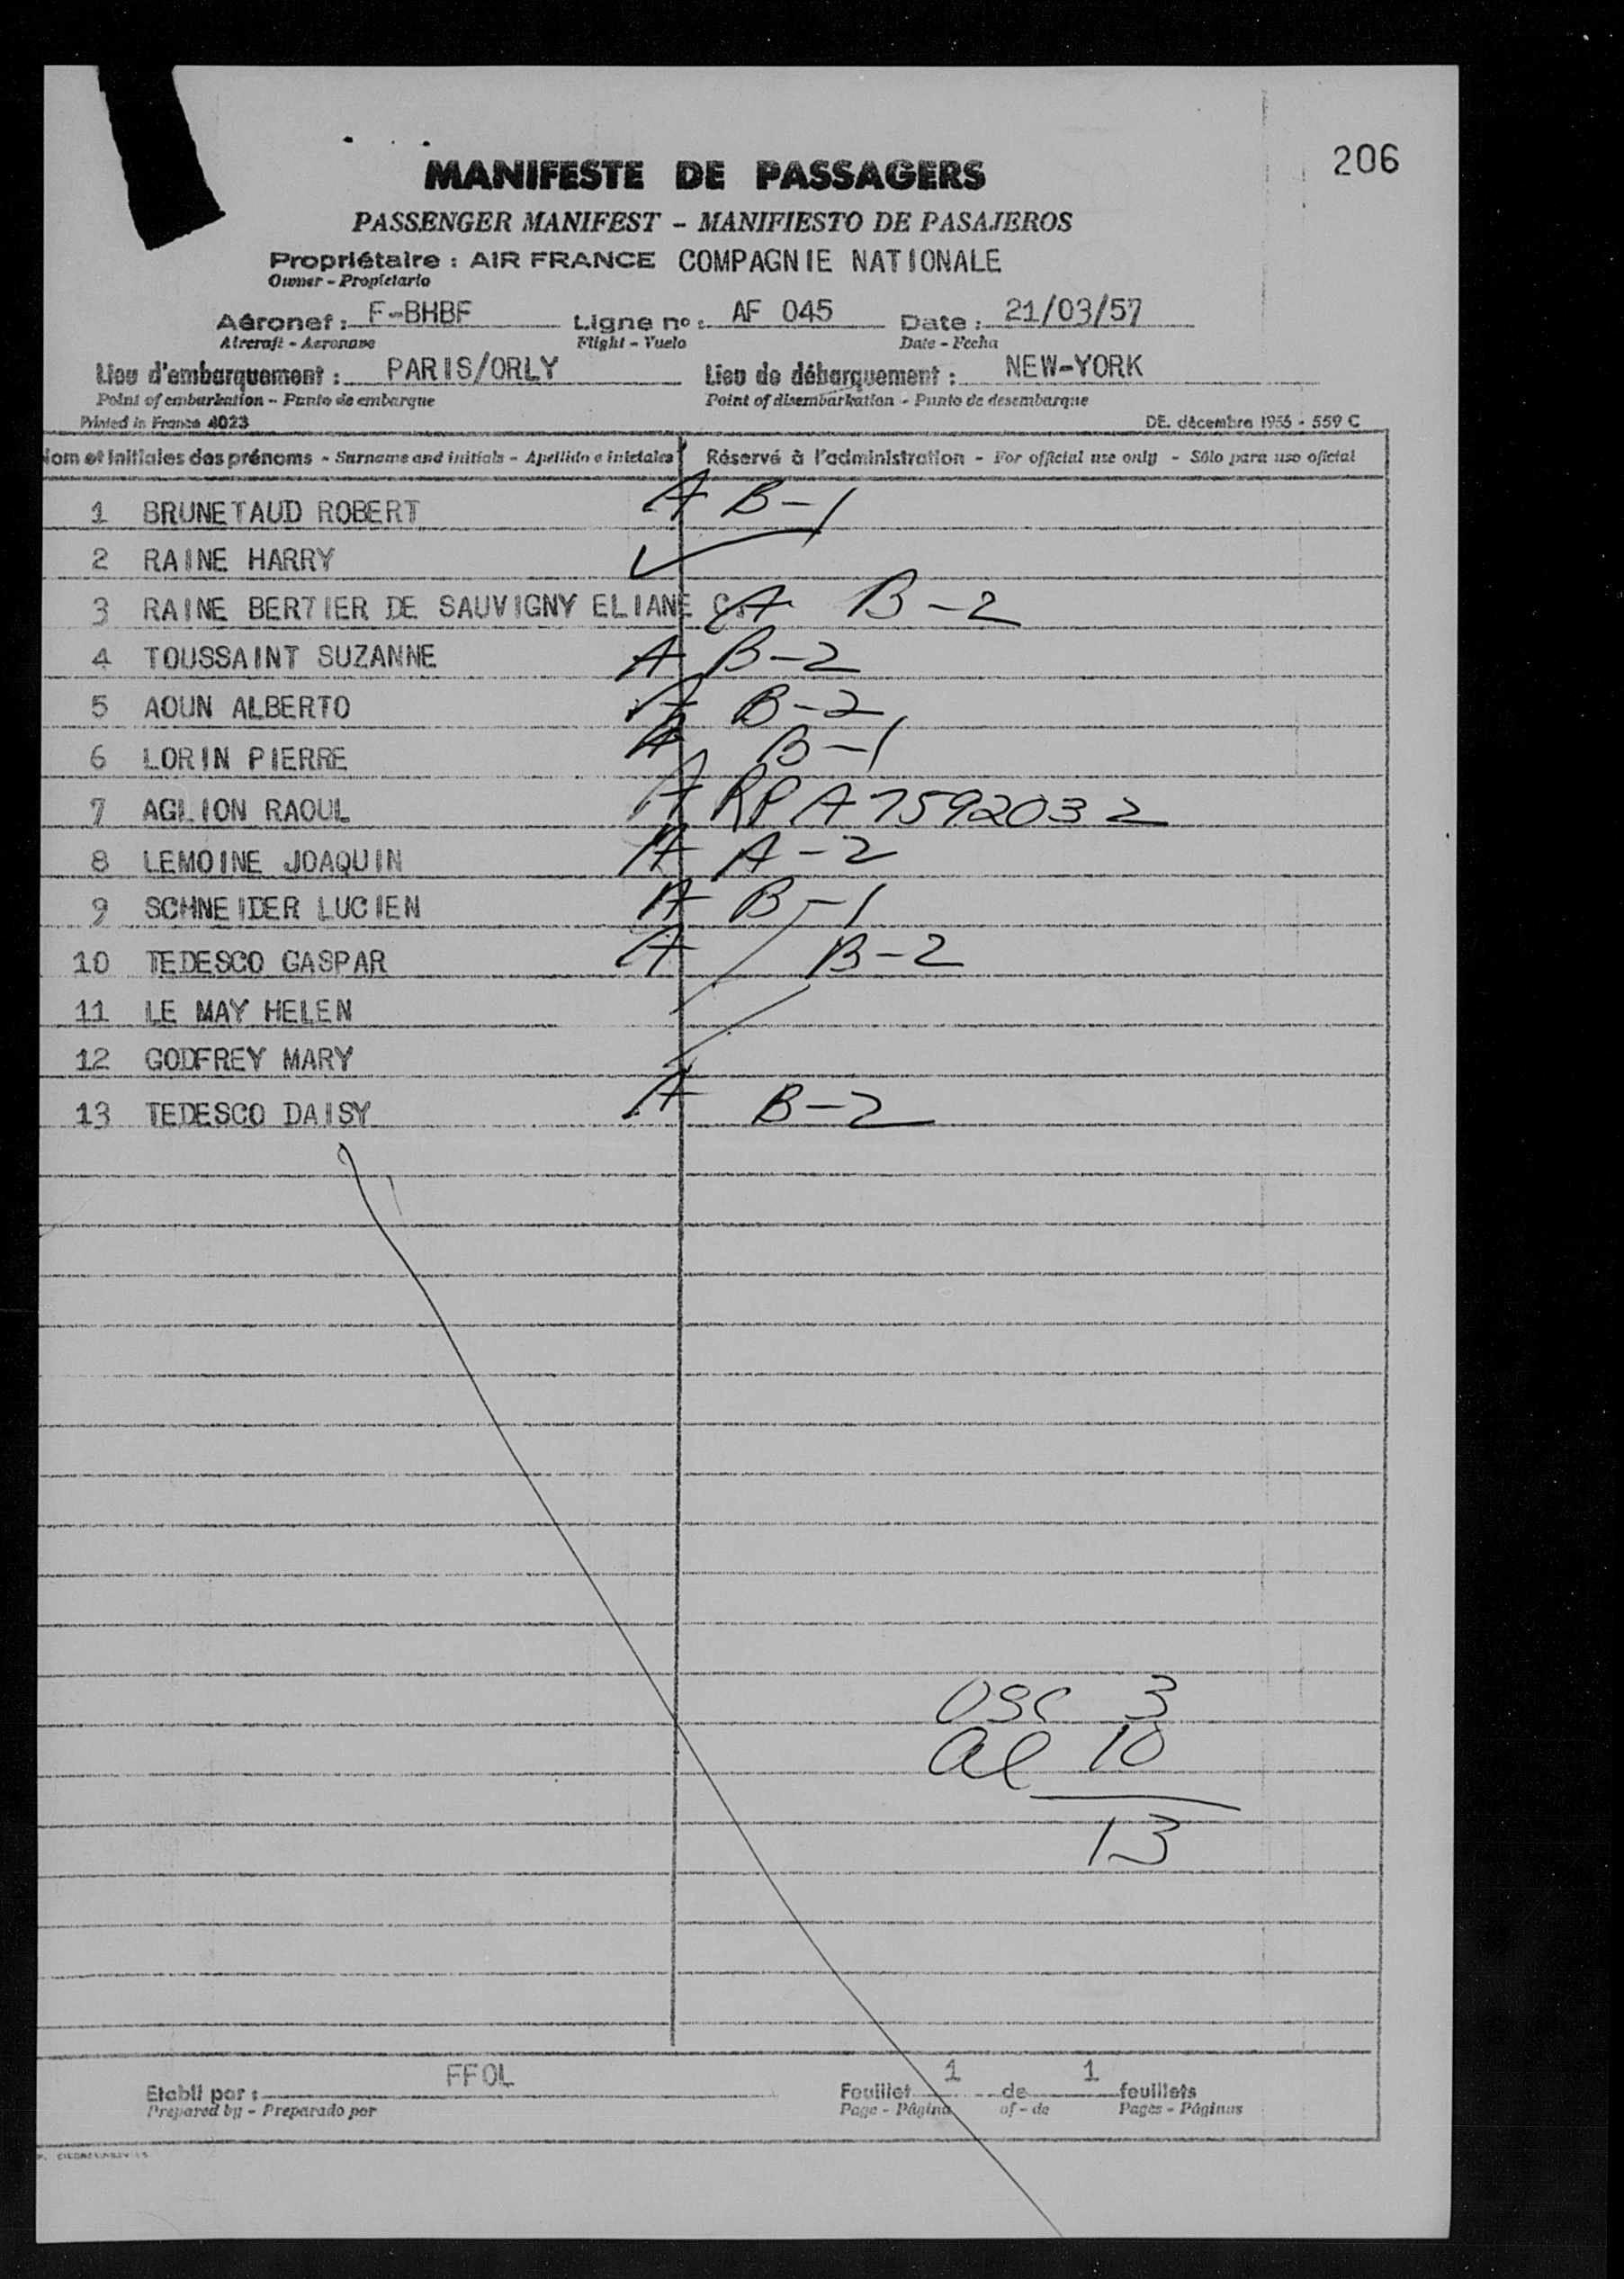 206
MANIFESTE DE PASSAGERS
PASSENGER MANIFEST - MANIFIESTO DE PASAJEROS
Propriétaire : AIR FRANCE COMPAGNIE NATIONALE
Owner - Propietario
Aéronef : F-BHBF Ligne nº : AF 045 Date : 21/03/57
Aircraft - Aeronave Flight - Vuelo Date - Fecha
Lieu d'embarquement : PARIS/ORLY Lieu de débarquement : NEW-YORK
Point of embarkation - Punto de embarque Point of disembarkation - Punto de desembarque
Printed in France 4023 DE. décembre 1955 - 559 C
Nom et initiales des prénoms - Surname and initials - Apellido e iniciales Réservé à l'administration - For official use only - Sólo para uso oficial
1 BRUNETAUD ROBERT A B-1
2 RAINE HARRY
3 RAINE BERTIER DE SAUVIGNY ELIANE C. A B-2
4 TOUSSAINT SUZANNE A B-2
5 AOUN ALBERTO A B-2
6 LORIN PIERRE A B-1
7 AGLION RAOUL A RP A7592032
8 LEMOINE JOAQUIN A A-2
9 SCHNEIDER LUCIEN A B-1
10 TEDESCO GASPAR A B-2
11 LE MAY HELEN
12 GODFREY MARY
13 TEDESCO DAISY A B-2
USC 3
al 10
13
Etabli par : FFOL Feuillet 1 de 1 feuillets
Prepared by - Preparado por Page - Página of - de Pages - Páginas